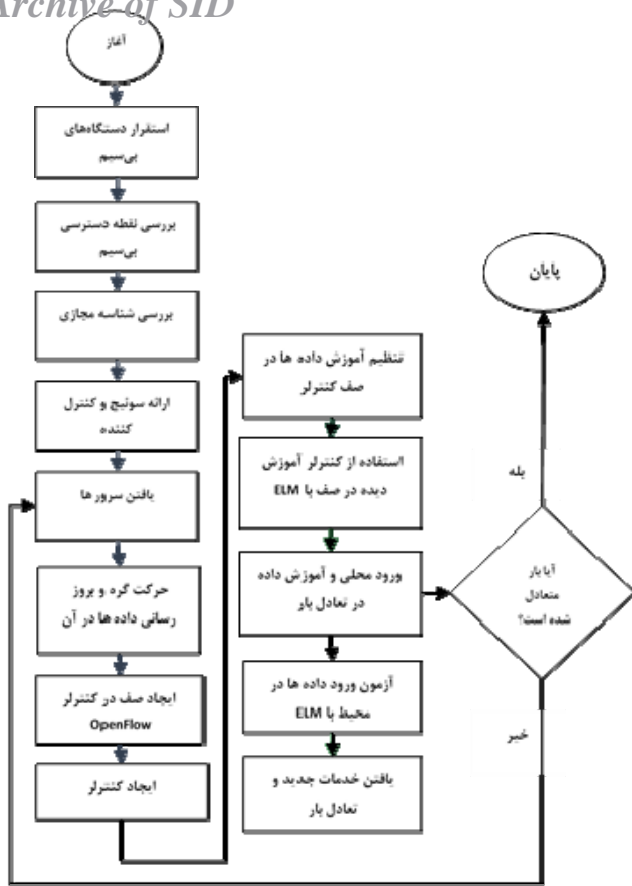 Archive of SID
آغاز
استقرار دستگاههای
بی‌سیم
بررسی نقطه دسترسی
بی‌سیم
بررسی شناسه مجازی
ارائه سوئیچ و کنترل
کننده
یافتن سرور ها
حرکت گره و بروز
رسانی داده ها در آن
ایجاد صف در کنترلر
OpenFlow
ایجاد کنترلر
تنظیم آموزش داده ها در
صف کنترلر
استفاده از کنترلر آموزش
دیده در صف با ELM
ورود محلی و آموزش داده
در تعادل بار
آزمون ورود داده ها در
محیط با ELM
یافتن خدمات جدید و
تعادل بار
پایان
بله
آیا بار
متعادل
شده است؟
خیر